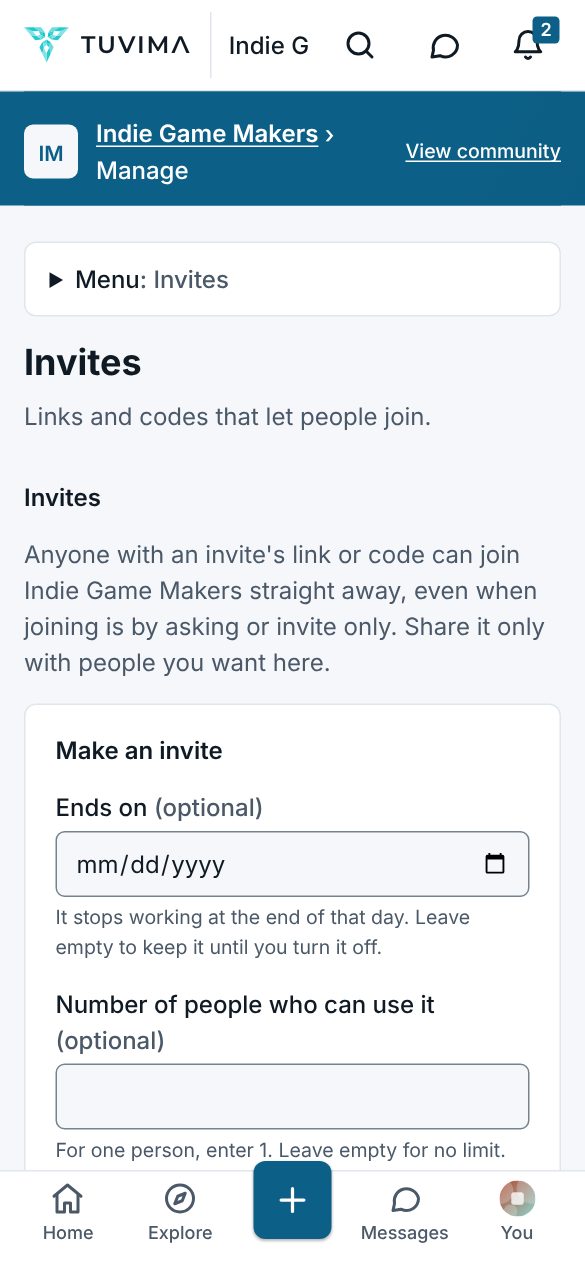 TUVIMA
Indie G
2
IM
Indie Game Makers ›
Manage
View community
Menu: Invites
Invites
Links and codes that let people join.
Invites
Anyone with an invite's link or code can join
Indie Game Makers straight away, even when
joining is by asking or invite only. Share it only
with people you want here.
Make an invite
Ends on (optional)
mm/dd/yyyy
It stops working at the end of that day. Leave
empty to keep it until you turn it off.
Number of people who can use it
(optional)
For one person, enter 1. Leave empty for no limit.
Home
Explore
Messages
You